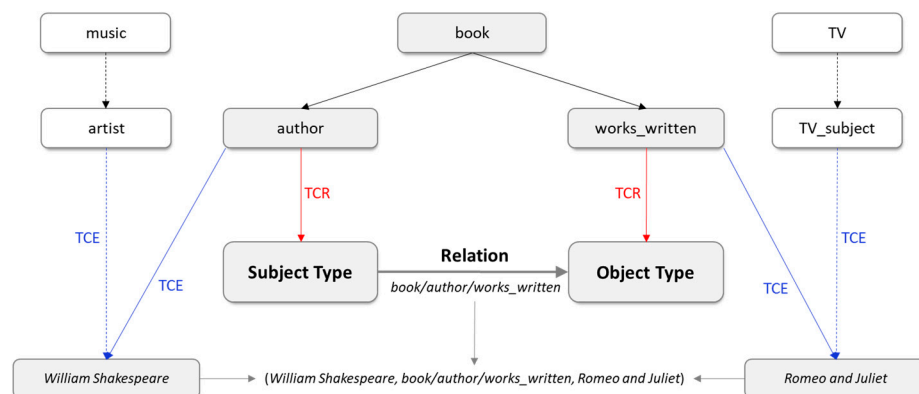 music
book
TV
artist
author
works_written
TV_subject
TCR
TCR
TCE
TCE
TCE
TCE
Subject Type
Relation
Object Type
book/author/works_written
William Shakespeare
(William Shakespeare, book/author/works_written, Romeo and Juliet)
Romeo and Juliet